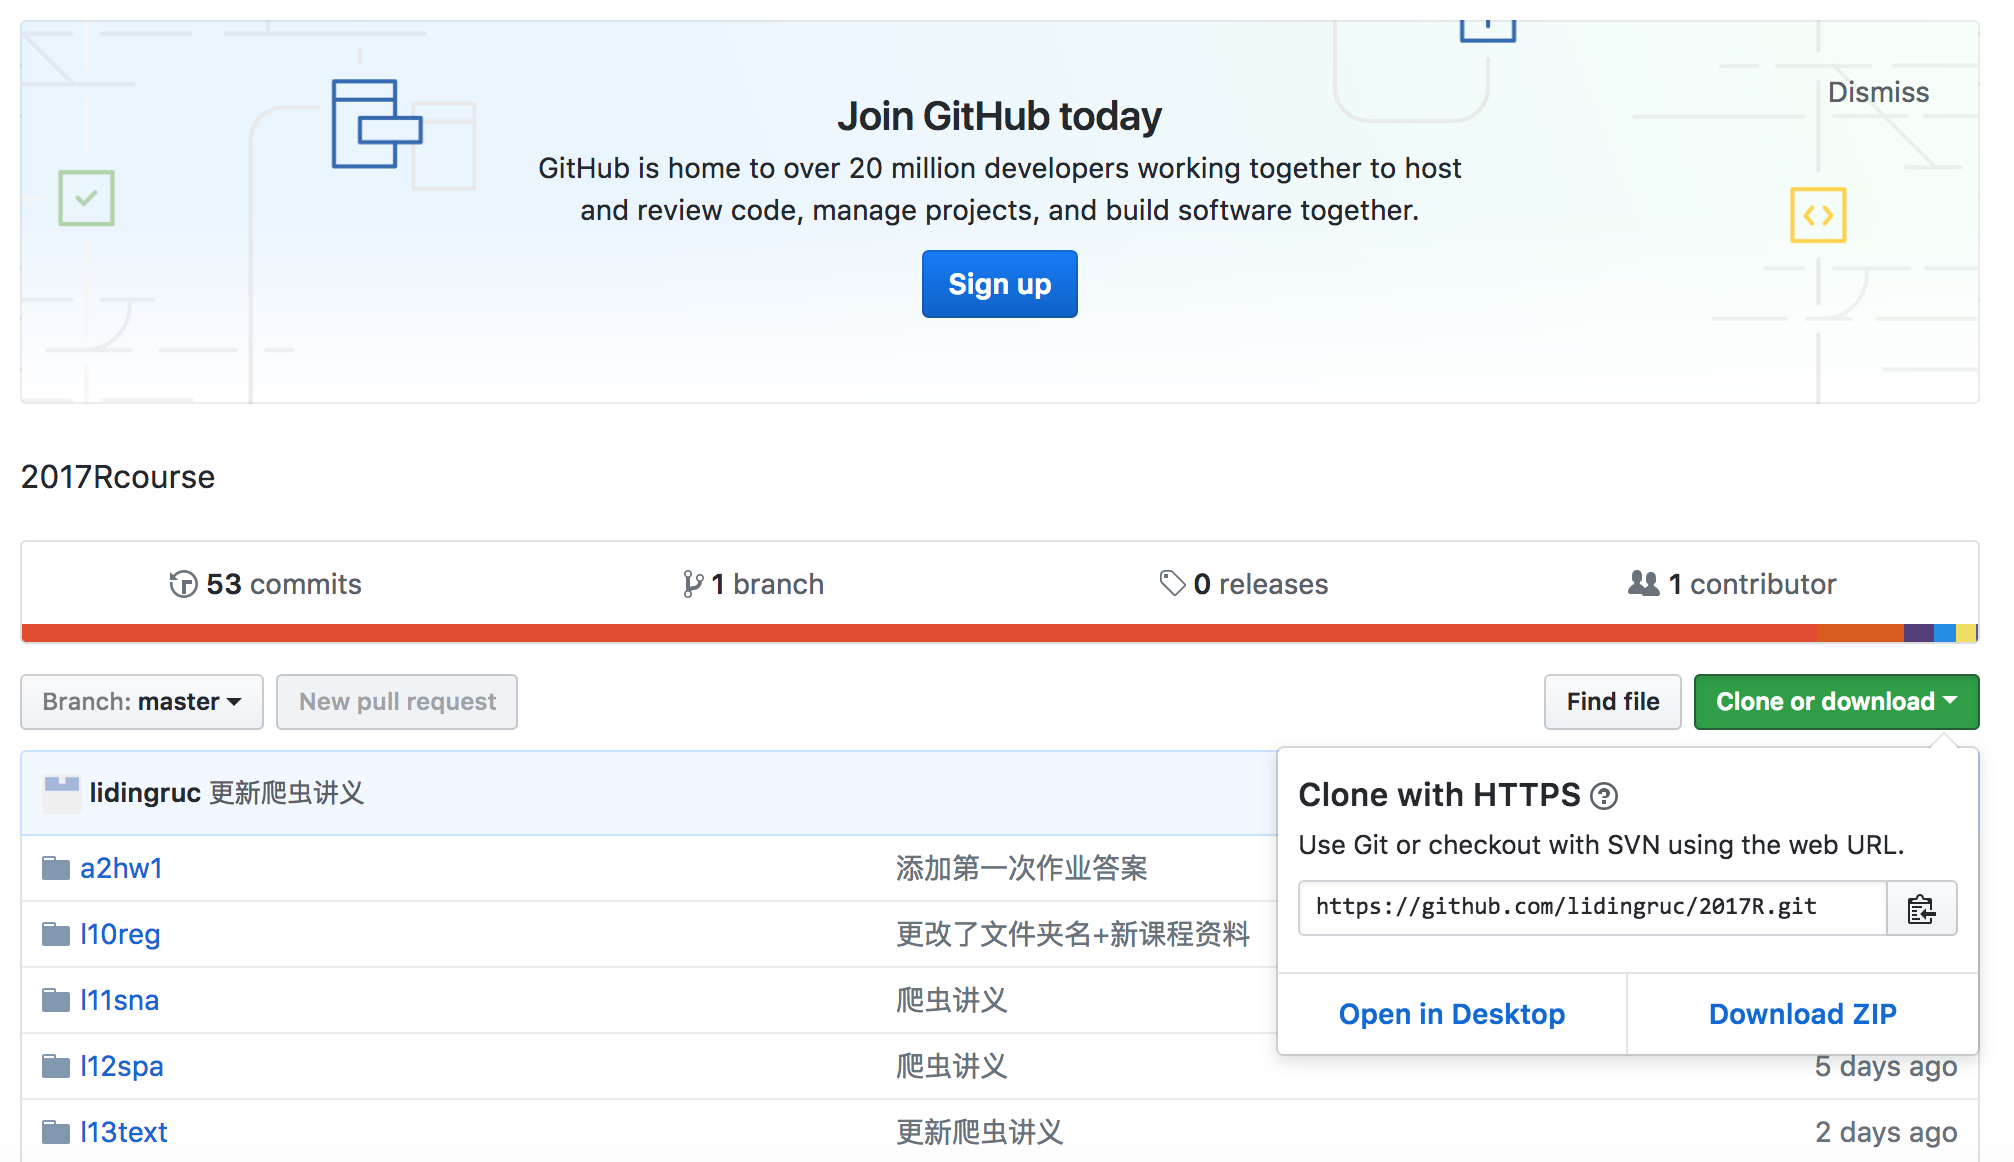 Dismiss
Join GitHub today
GitHub is home to over 20 million developers working together to host
and review code, manage projects, and build software together.
Sign up
2017Rcourse
53 commits 1 branch 0 releases 1 contributor
Branch: master New pull request Find file Clone or download
lidingruc 更新爬虫讲义
Clone with HTTPS
Use Git or checkout with SVN using the web URL.
https://github.com/lidingruc/2017R.git
Open in Desktop Download ZIP
a2hw1 添加第一次作业答案
l10reg 更改了文件夹名+新课程资料
l11sna 爬虫讲义
l12spa 爬虫讲义 5 days ago
l13text 更新爬虫讲义 2 days ago